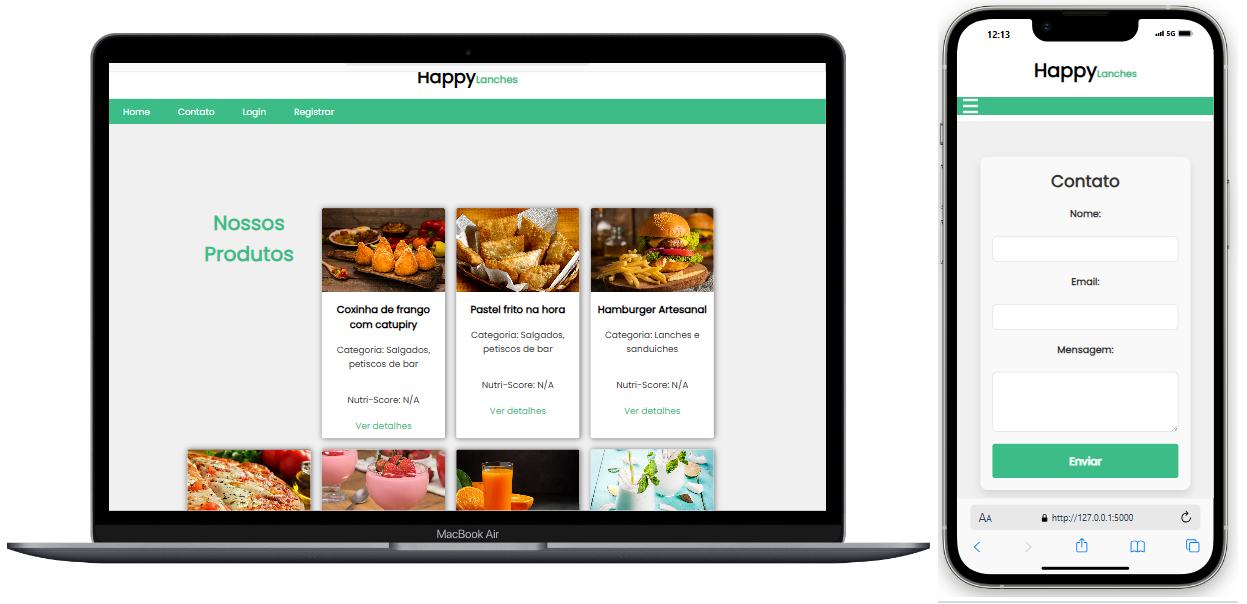 HappyLanches
Home Contato Login Registrar
Nossos
Produtos
Coxinha de frango
com catupiry
Categoria: Salgados,
petiscos de bar
Nutri-Score: N/A
Ver detalhes
Pastel frito na hora
Categoria: Salgados,
petiscos de bar
Nutri-Score: N/A
Ver detalhes
Hamburger Artesanal
Categoria: Lanches e
sanduiches
Nutri-Score: N/A
Ver detalhes
MacBook Air
12:13 5G
HappyLanches
Contato
Nome:
Email:
Mensagem:
Enviar
AA http://127.0.0.1:5000